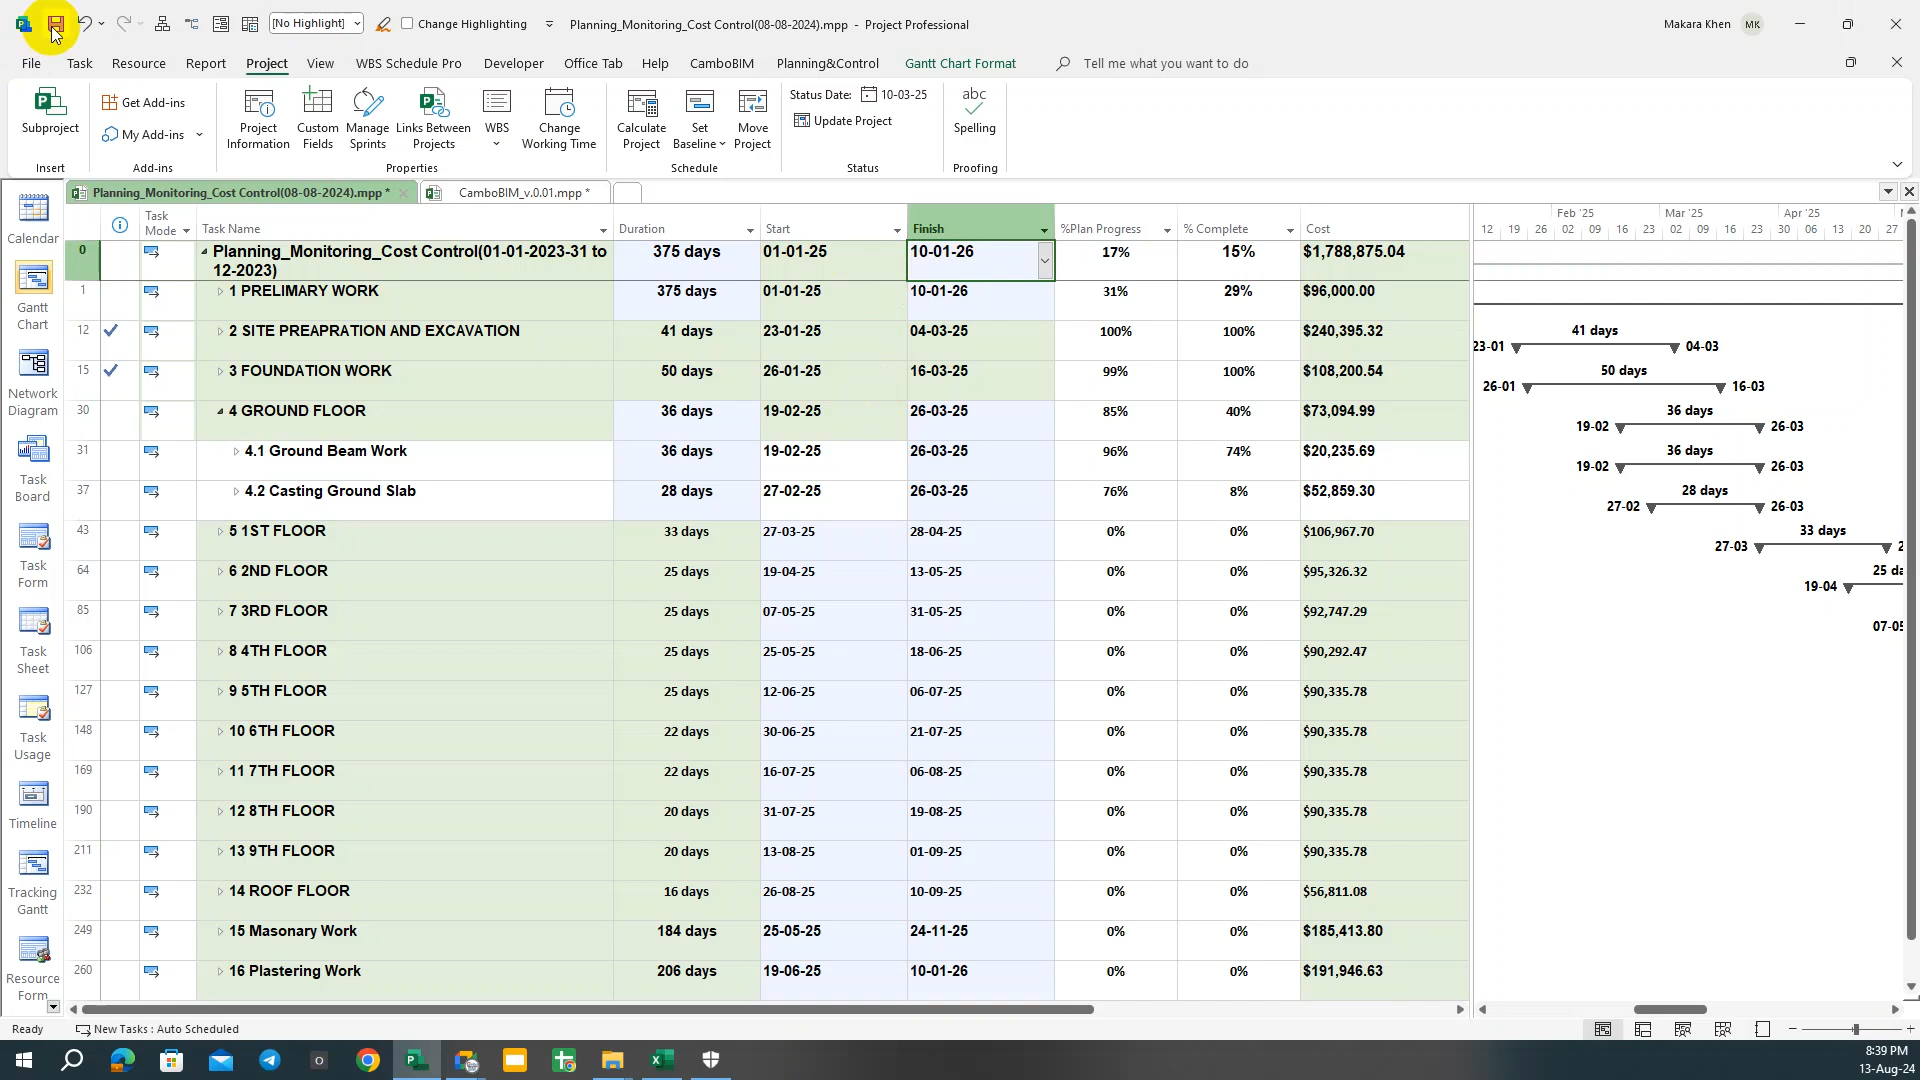 [No Highlight] Change Highlighting Planning_Monitoring_Cost Control(08-08-2024).mpp - Project Professional Makara Khen MK
File Task Resource Report Project View WBS Schedule Pro Developer Office Tab Help CamboBIM Planning&Control Gantt Chart Format Tell me what you want to do
Subproject
Insert
Get Add-ins
My Add-ins
Add-ins
Project Information
Custom Fields
Manage Sprints
Links Between Projects
WBS
Change Working Time
Properties
Calculate Project
Set Baseline
Move Project
Schedule
Status Date: 10-03-25
Update Project
Status
abc
Spelling
Proofing
Planning_Monitoring_Cost Control(08-08-2024).mpp * CamboBIM_v.0.01.mpp *
Calendar
Gantt Chart
Network Diagram
Task Board
Task Form
Task Sheet
Task Usage
Timeline
Tracking Gantt
Resource Form
Task Mode Task Name Duration Start Finish %Plan Progress % Complete Cost
0 Planning_Monitoring_Cost Control(01-01-2023-31 to 12-2023) 375 days 01-01-25 10-01-26 17% 15% $1,788,875.04
1 1 PRELIMARY WORK 375 days 01-01-25 10-01-26 31% 29% $96,000.00
12 2 SITE PREAPRATION AND EXCAVATION 41 days 23-01-25 04-03-25 100% 100% $240,395.32
15 3 FOUNDATION WORK 50 days 26-01-25 16-03-25 99% 100% $108,200.54
30 4 GROUND FLOOR 36 days 19-02-25 26-03-25 85% 40% $73,094.99
31 4.1 Ground Beam Work 36 days 19-02-25 26-03-25 96% 74% $20,235.69
37 4.2 Casting Ground Slab 28 days 27-02-25 26-03-25 76% 8% $52,859.30
43 5 1ST FLOOR 33 days 27-03-25 28-04-25 0% 0% $106,967.70
64 6 2ND FLOOR 25 days 19-04-25 13-05-25 0% 0% $95,326.32
85 7 3RD FLOOR 25 days 07-05-25 31-05-25 0% 0% $92,747.29
106 8 4TH FLOOR 25 days 25-05-25 18-06-25 0% 0% $90,292.47
127 9 5TH FLOOR 25 days 12-06-25 06-07-25 0% 0% $90,335.78
148 10 6TH FLOOR 22 days 30-06-25 21-07-25 0% 0% $90,335.78
169 11 7TH FLOOR 22 days 16-07-25 06-08-25 0% 0% $90,335.78
190 12 8TH FLOOR 20 days 31-07-25 19-08-25 0% 0% $90,335.78
211 13 9TH FLOOR 20 days 13-08-25 01-09-25 0% 0% $90,335.78
232 14 ROOF FLOOR 16 days 26-08-25 10-09-25 0% 0% $56,811.08
249 15 Masonary Work 184 days 25-05-25 24-11-25 0% 0% $185,413.80
260 16 Plastering Work 206 days 19-06-25 10-01-26 0% 0% $191,946.63
Feb '25 Mar '25 Apr '25
12 19 26 02 09 16 23 02 09 16 23 30 06 13 20 27
41 days
23-01 04-03
50 days
26-01 16-03
36 days
19-02 26-03
36 days
19-02 26-03
28 days
27-02 26-03
33 days
27-03
25 da
19-04
07-05
Ready New Tasks : Auto Scheduled
8:39 PM
13-Aug-24